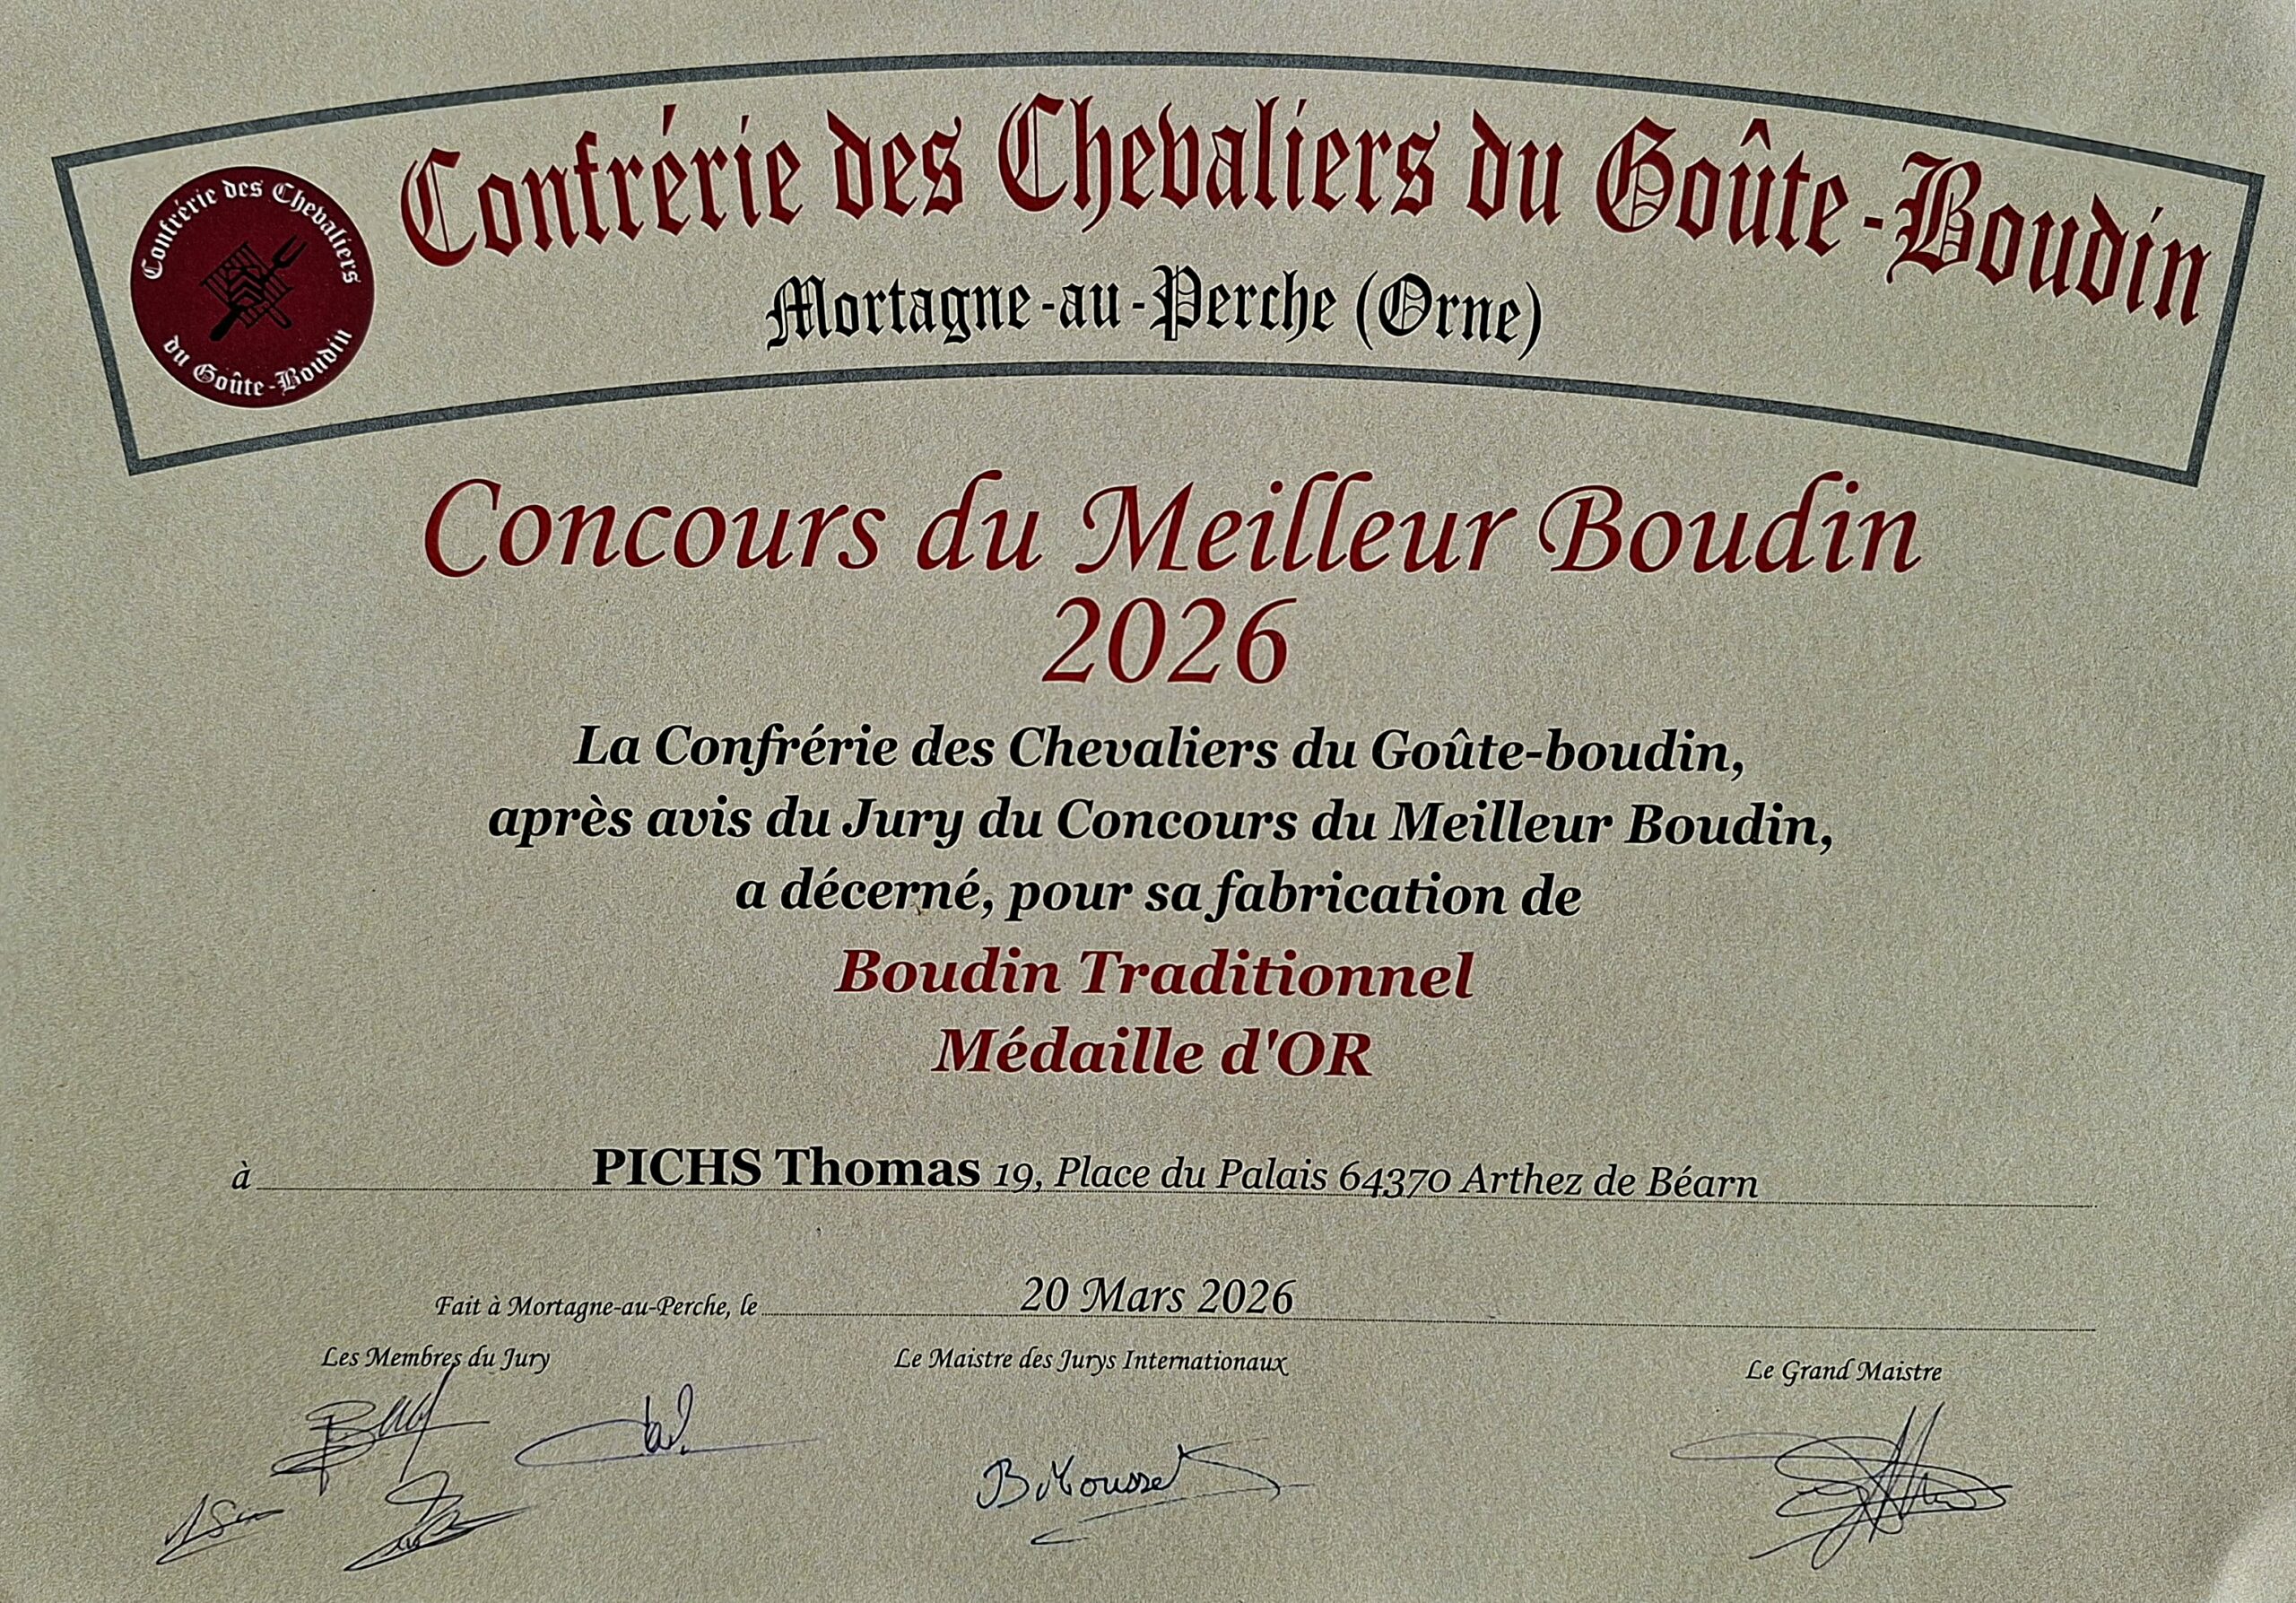 Confrérie des Chevaliers du Goûte-Boudin
Mortagne-au-Perche (Orne)
Confrérie des Chevaliers
du Goûte-Boudin
Concours du Meilleur Boudin
2026
La Confrérie des Chevaliers du Goûte-boudin,
après avis du Jury du Concours du Meilleur Boudin,
a décerné, pour sa fabrication de
Boudin Traditionnel
Médaille d'OR
à PICHS Thomas 19, Place du Palais 64370 Arthez de Béarn
Fait à Mortagne-au-Perche, le 20 Mars 2026
Les Membres du Jury
Le Maistre des Jurys Internationaux
Le Grand Maistre
B. Mousset